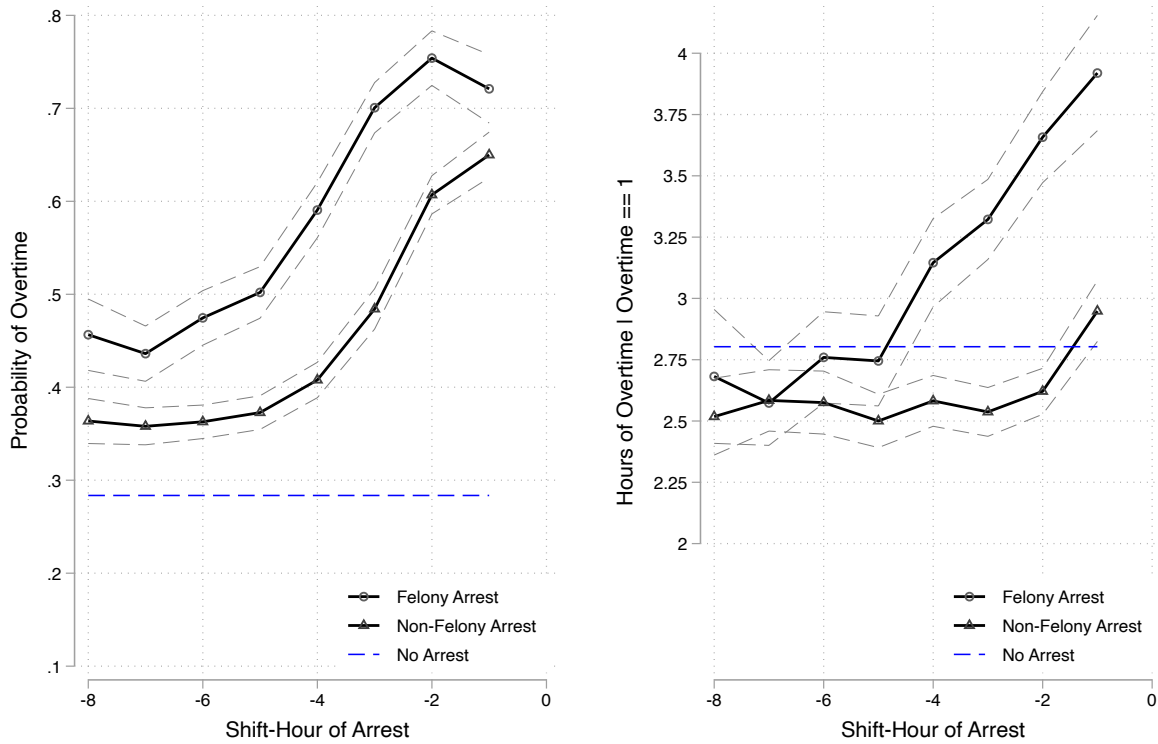 Probability of Overtime
.8
.7
.6
.5
.4
.3
.2
.1
-8
-6
-4
-2
0
Shift-Hour of Arrest
Felony Arrest
Non-Felony Arrest
No Arrest
Hours of Overtime | Overtime == 1
4
3.75
3.5
3.25
3
2.75
2.5
2.25
2
-8
-6
-4
-2
0
Shift-Hour of Arrest
Felony Arrest
Non-Felony Arrest
No Arrest